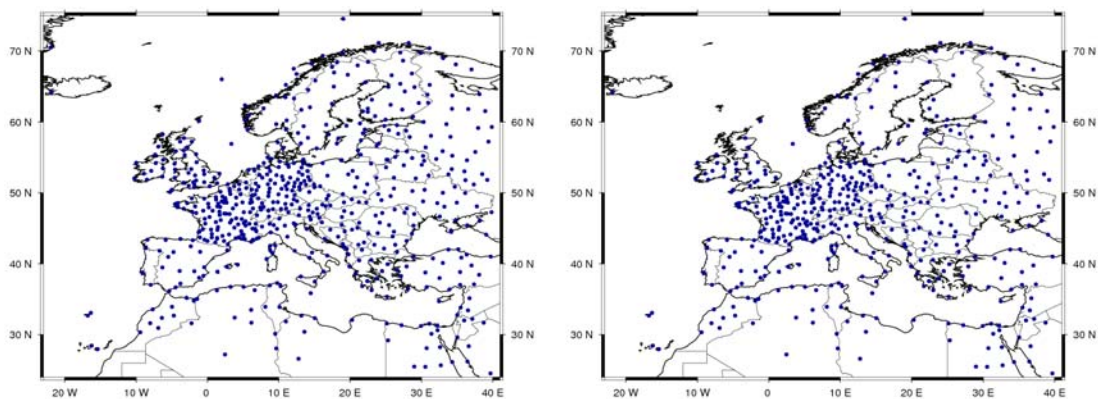 70 N 70 N 70 N 70 N
60 N 60 N 60 N 60 N
50 N 50 N 50 N 50 N
40 N 40 N 40 N 40 N
30 N 30 N 30 N 30 N
20 W 10 W 0 10 E 20 E 30 E 40 E 20 W 10 W 0 10 E 20 E 30 E 40 E